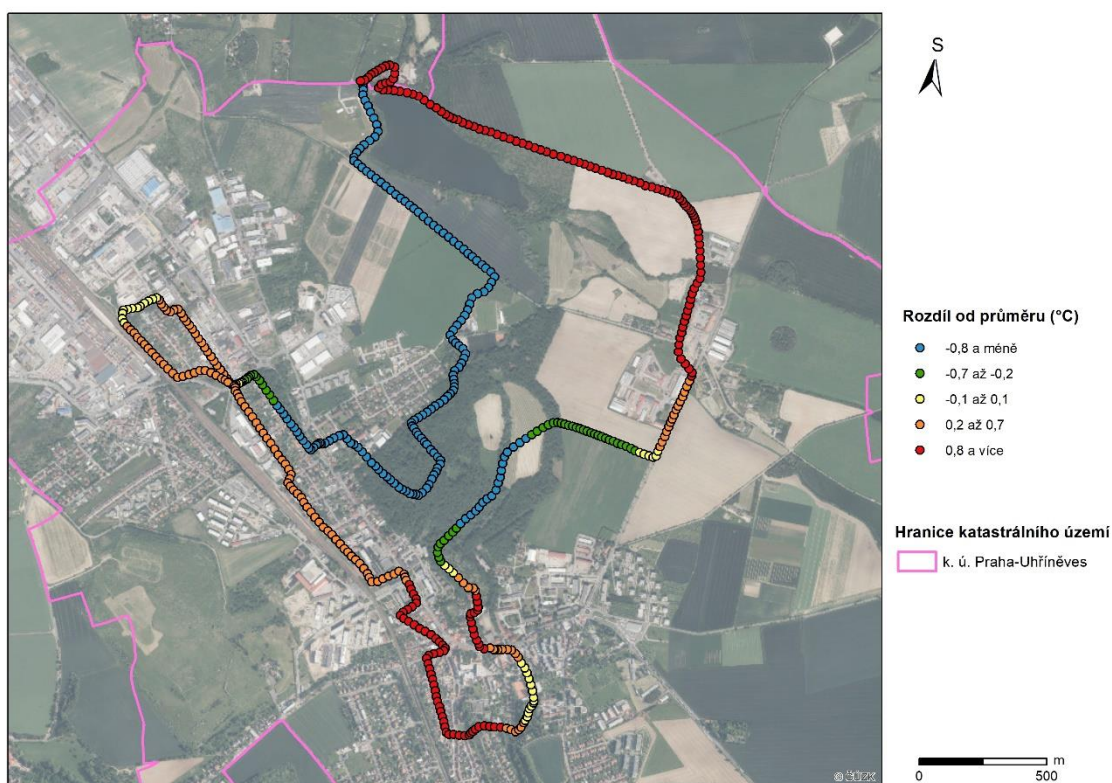 S
Rozdíl od průměru (°C)
-0,8 a méně
-0,7 až -0,2
-0,1 až 0,1
0,2 až 0,7
0,8 a více
Hranice katastrálního území
k. ú. Praha-Uhříněves
m
0 500
© ČÚZK